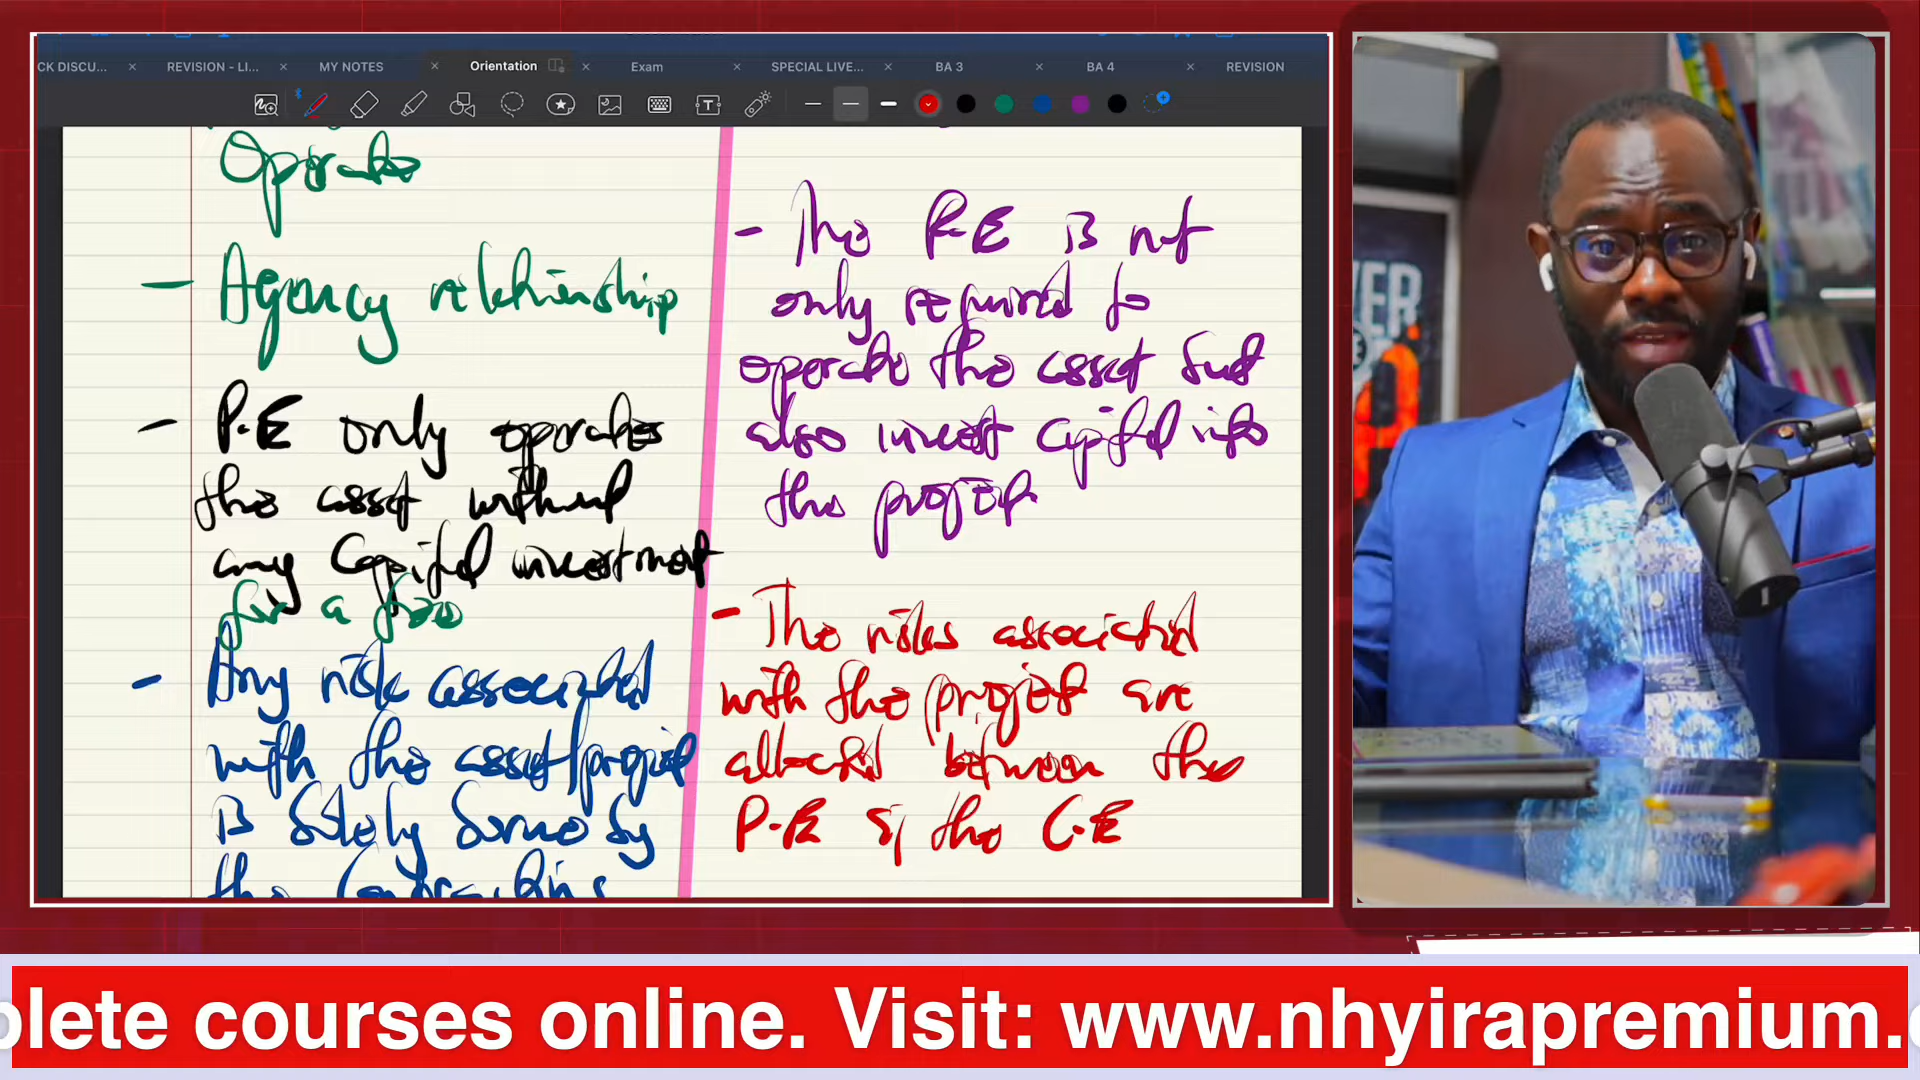 CK DISCU...
REVISION - LI...
MY NOTES
Orientation
Exam
SPECIAL LIVE...
BA 3
BA 4
REVISION
Operate
- Agency relationship
- P.E only operates
the asset without
any Capital investment
for a fee
- Any risk associated
with the asset/project
is Solely borne by
the Contracting
- The P.E is not
only required to
operate the asset but
also invest capital into
the project
- The risks associated
with the project are
allocated between the
P.E & the C.E
plete courses online. Visit: www.nhyirapremium.